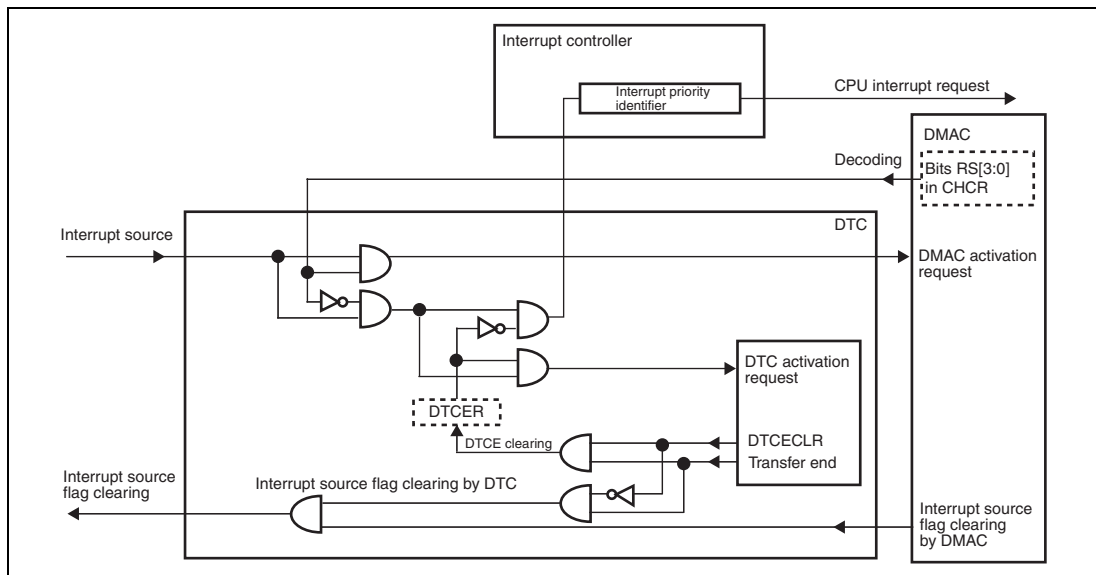 Interrupt controller
Interrupt priority
identifier
CPU interrupt request
DMAC
Decoding
Bits RS[3:0]
in CHCR
DTC
Interrupt source
DMAC activation
request
DTC activation
request
DTCER
DTCE clearing
DTCECLR
Transfer end
Interrupt source
flag clearing
Interrupt source flag clearing by DTC
Interrupt source
flag clearing
by DMAC